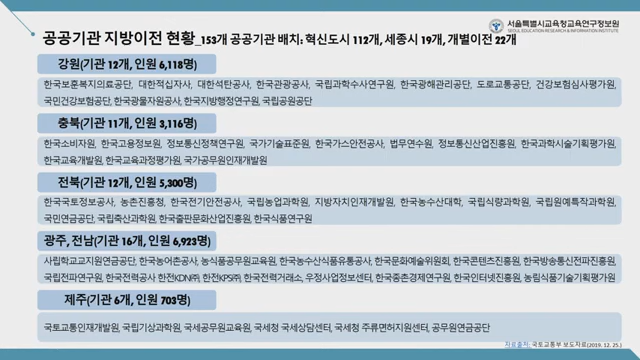 서울특별시교육청교육연구정보원
SEOUL EDUCATION RESEARCH & INFORMATION INSTITUTE
공공기관 지방이전 현황_153개 공공기관 배치: 혁신도시 112개, 세종시 19개, 개별이전 22개
강원(기관 12개, 인원 6,118명)
한국보훈복지의료공단, 대한적십자사, 대한석탄공사, 한국관광공사, 국립과학수사연구원, 한국광해관리공단, 도로교통공단, 건강보험심사평가원,
국민건강보험공단, 한국광물자원공사, 한국지방행정연구원, 국립공원공단
충북(기관 11개, 인원 3,116명)
한국소비자원, 한국고용정보원, 정보통신정책연구원, 국가기술표준원, 한국가스안전공사, 법무연수원, 정보통신산업진흥원, 한국과학시술기획평가원,
한국교육개발원, 한국교육과정평가원, 국가공무원인재개발원
전북(기관 12개, 인원 5,300명)
한국국토정보공사, 농촌진흥청, 한국전기안전공사, 국립농업과학원, 지방자치인재개발원, 한국농수산대학, 국립식량과학원, 국립원예특작과학원,
국민연금공단, 국립축산과학원, 한국출판문화산업진흥원, 한국식품연구원
광주, 전남(기관 16개, 인원 6,923명)
사립학교교지원연금공단, 한국농어촌공사, 농식품공무원교육원, 한국농수산식품유통공사, 한국문화예술위원회, 한국콘텐츠진흥원, 한국방송통신전파진흥원,
국립전파연구원, 한국전력공사 한전KDN㈜, 한전KPS㈜, 한국전력거래소, 우정사업정보센터, 한국중촌경제연구원, 한국인터넷진흥원, 농림식품기술기획평가원
제주(기관 6개, 인원 703명)
국토교통인재개발원, 국립기상과학원, 국세공무원교육원, 국세청 국세상담센터, 국세청 주류면허지원센터, 공무원연금공단
자료출처: 국토교통부 보도자료(2019. 12. 25.)